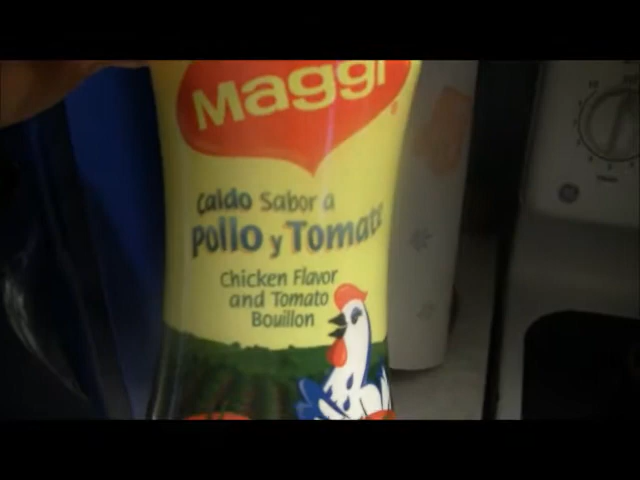 Maggi®
Caldo Sabor a
Pollo y Tomate
Chicken Flavor
and Tomato
Bouillon